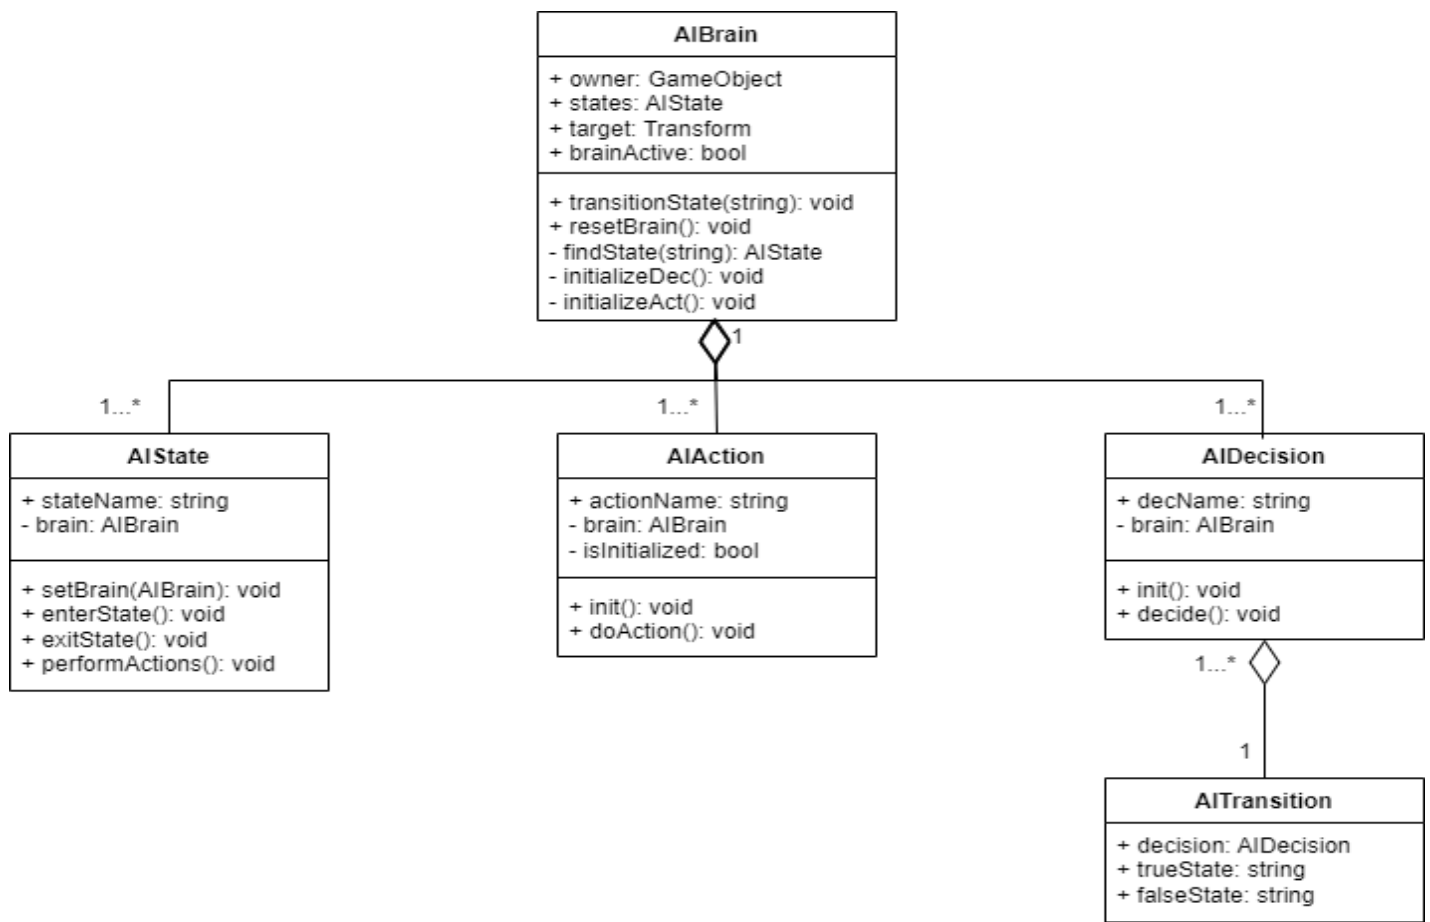 AIBrain
+ owner: GameObject
+ states: AIState
+ target: Transform
+ brainActive: bool
+ transitionState(string): void
+ resetBrain(): void
- findState(string): AIState
- initializeDec(): void
- initializeAct(): void
1
1...*
1...*
1...*
AIState
+ stateName: string
- brain: AIBrain
+ setBrain(AIBrain): void
+ enterState(): void
+ exitState(): void
+ performActions(): void
AIAction
+ actionName: string
- brain: AIBrain
- isInitialized: bool
+ init(): void
+ doAction(): void
AIDecision
+ decName: string
- brain: AIBrain
+ init(): void
+ decide(): void
1...*
1
AITransition
+ decision: AIDecision
+ trueState: string
+ falseState: string